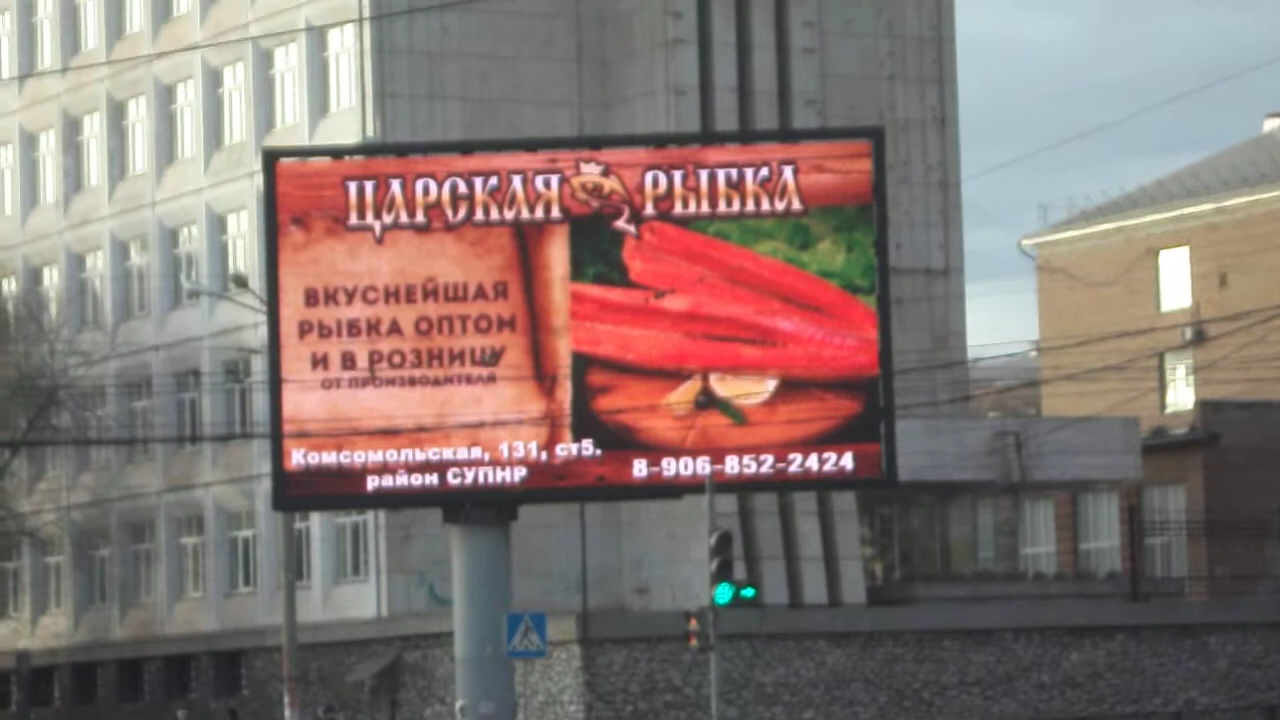 ЦАРСКАЯ РЫБКА
ВКУСНЕЙШАЯ
РЫБКА ОПТОМ
И В РОЗНИЦУ
ОТ ПРОИЗВОДИТЕЛЯ
Комсомольская, 131, ст5.
район СУПНР
8-906-852-2424